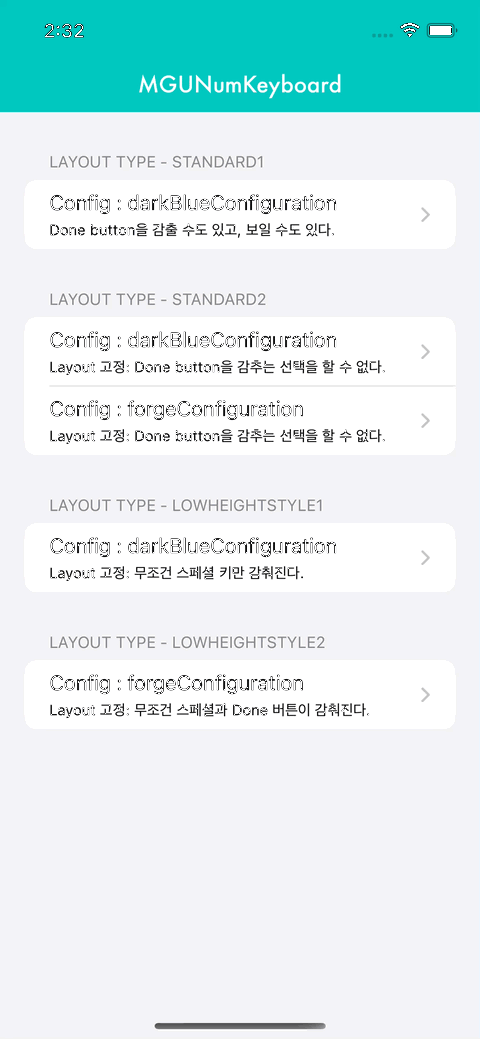 2:32
MGUNumKeyboard
LAYOUT TYPE - STANDARD1
Config : darkBlueConfiguration
Done button을 감출 수도 있고, 보일 수도 있다.
LAYOUT TYPE - STANDARD2
Config : darkBlueConfiguration
Layout 고정: Done button을 감추는 선택을 할 수 없다.
Config : forgeConfiguration
Layout 고정: Done button을 감추는 선택을 할 수 없다.
LAYOUT TYPE - LOWHEIGHTSTYLE1
Config : darkBlueConfiguration
Layout 고정: 무조건 스페셜 키만 감춰진다.
LAYOUT TYPE - LOWHEIGHTSTYLE2
Config : forgeConfiguration
Layout 고정: 무조건 스페셜과 Done 버튼이 감춰진다.